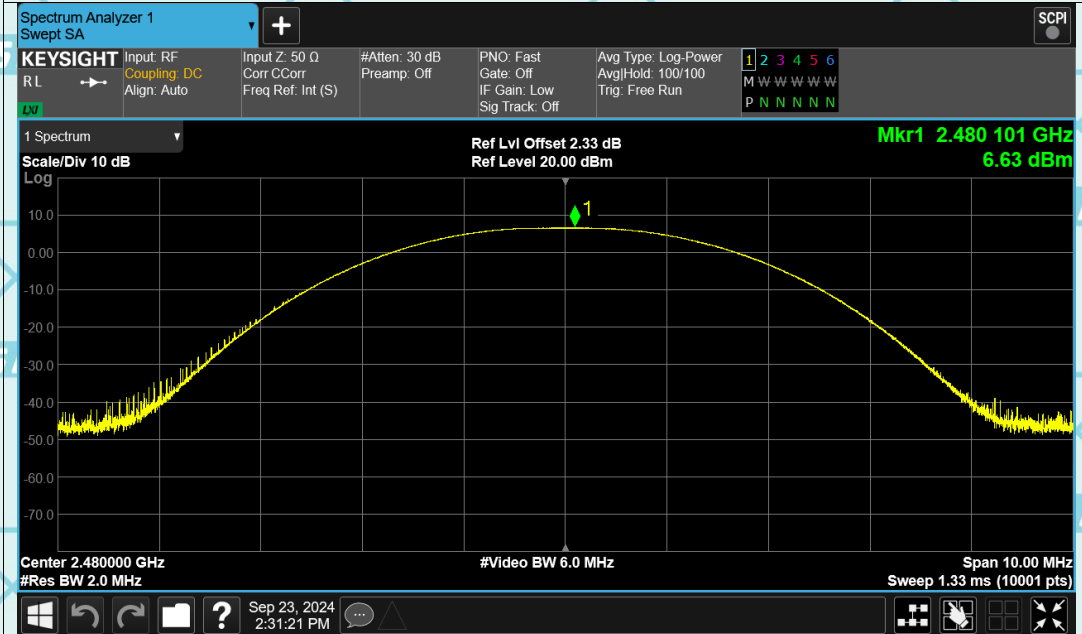 Spectrum Analyzer 1
Swept SA
+
SCPI
KEYSIGHT
RL
LXI
Input: RF
Coupling: DC
Align: Auto
Input Z: 50 Ω
Corr CCorr
Freq Ref: Int (S)
#Atten: 30 dB
Preamp: Off
PNO: Fast
Gate: Off
IF Gain: Low
Sig Track: Off
Avg Type: Log-Power
Avg|Hold: 100/100
Trig: Free Run
1 2 3 4 5 6
M W W W W W
P N N N N N
1 Spectrum
Scale/Div 10 dB
Log
Ref Lvl Offset 2.33 dB
Ref Level 20.00 dBm
Mkr1 2.480 101 GHz
6.63 dBm
1
10.0
0.00
-10.0
-20.0
-30.0
-40.0
-50.0
-60.0
-70.0
Center 2.480000 GHz
#Res BW 2.0 MHz
#Video BW 6.0 MHz
Span 10.00 MHz
Sweep 1.33 ms (10001 pts)
?
Sep 23, 2024
2:31:21 PM